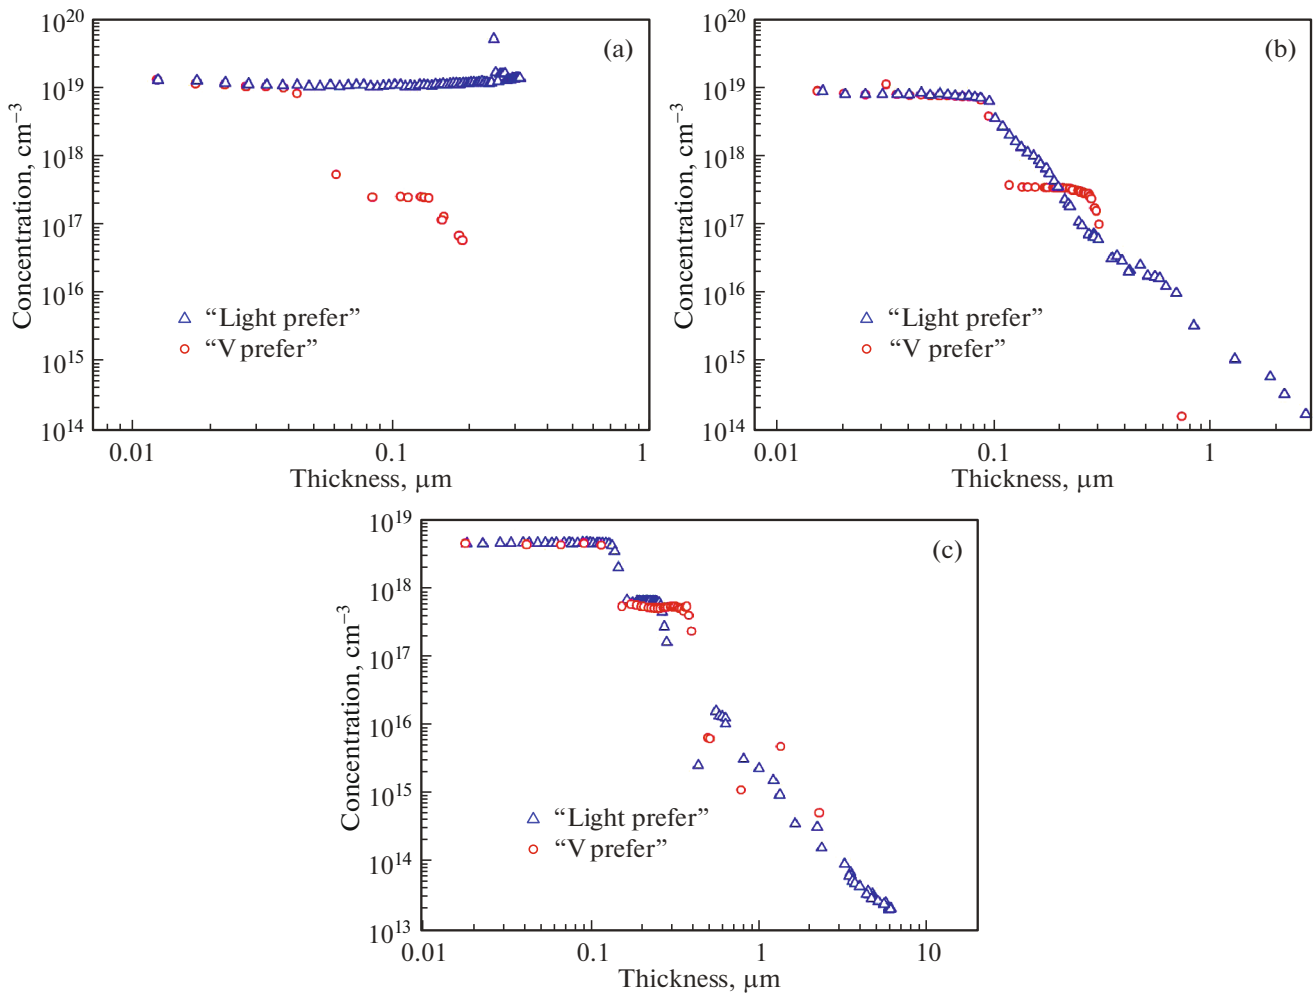 10^20
(a)
10^19
10^18
10^17
10^16
10^15
10^14
Concentration, cm^−3
“Light prefer”
“V prefer”
0.01 0.1 1
Thickness, μm
10^20
(b)
10^19
10^18
10^17
10^16
10^15
10^14
Concentration, cm^−3
“Light prefer”
“V prefer”
0.01 0.1 1
Thickness, μm
10^19
(c)
10^18
10^17
10^16
10^15
10^14
10^13
Concentration, cm^−3
“Light prefer”
“V prefer”
0.01 0.1 1 10
Thickness, μm